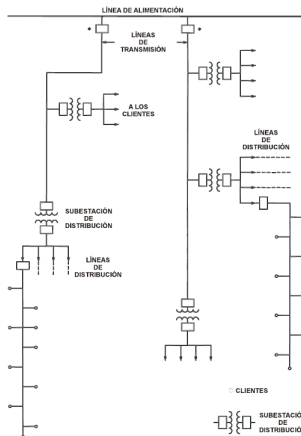 LÍNEA DE ALIMENTACIÓN
*
*
LÍNEAS
DE
TRANSMISIÓN
A LOS
CLIENTES
LÍNEAS
DE
DISTRIBUCIÓN
SUBESTACIÓN
DE
DISTRIBUCIÓN
LÍNEAS
DE
DISTRIBUCIÓN
CLIENTES
SUBESTACIÓN
DE
DISTRIBUCIÓN